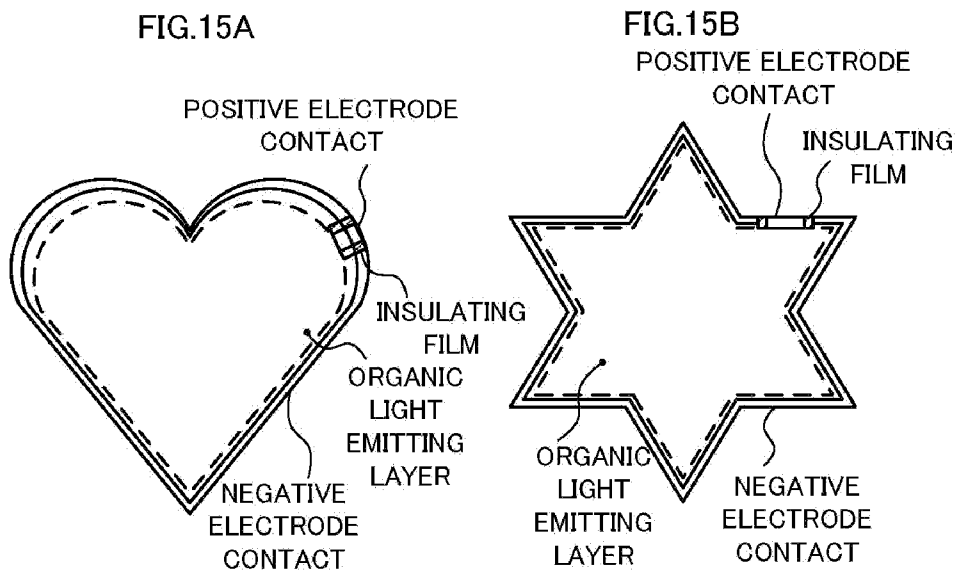 FIG.15A
POSITIVE ELECTRODE
CONTACT
INSULATING
FILM
ORGANIC
LIGHT
EMITTING
LAYER
NEGATIVE
ELECTRODE
CONTACT
FIG.15B
POSITIVE ELECTRODE
CONTACT
INSULATING
FILM
ORGANIC
LIGHT
EMITTING
LAYER
NEGATIVE
ELECTRODE
CONTACT